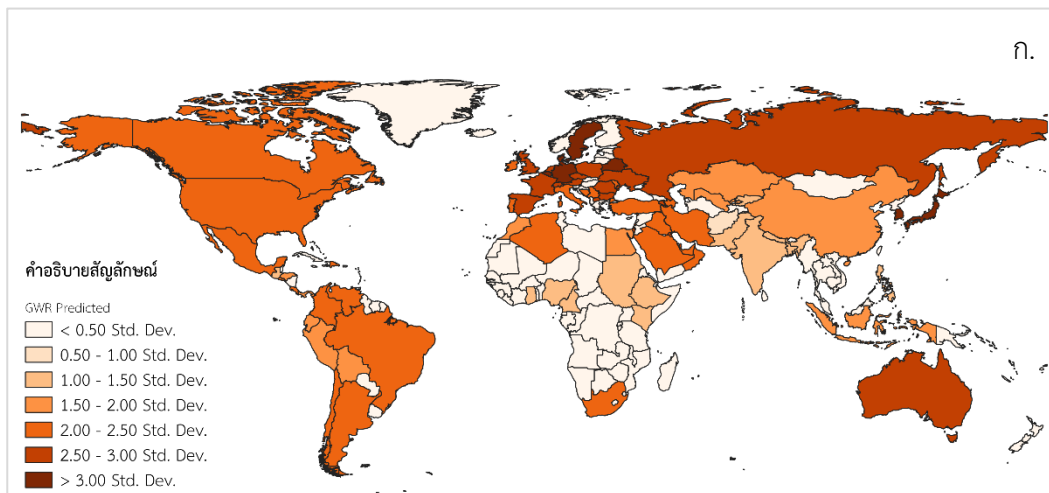 ก.
คำอธิบายสัญลักษณ์
GWR Predicted
< 0.50 Std. Dev.
0.50 - 1.00 Std. Dev.
1.00 - 1.50 Std. Dev.
1.50 - 2.00 Std. Dev.
2.00 - 2.50 Std. Dev.
2.50 - 3.00 Std. Dev.
> 3.00 Std. Dev.